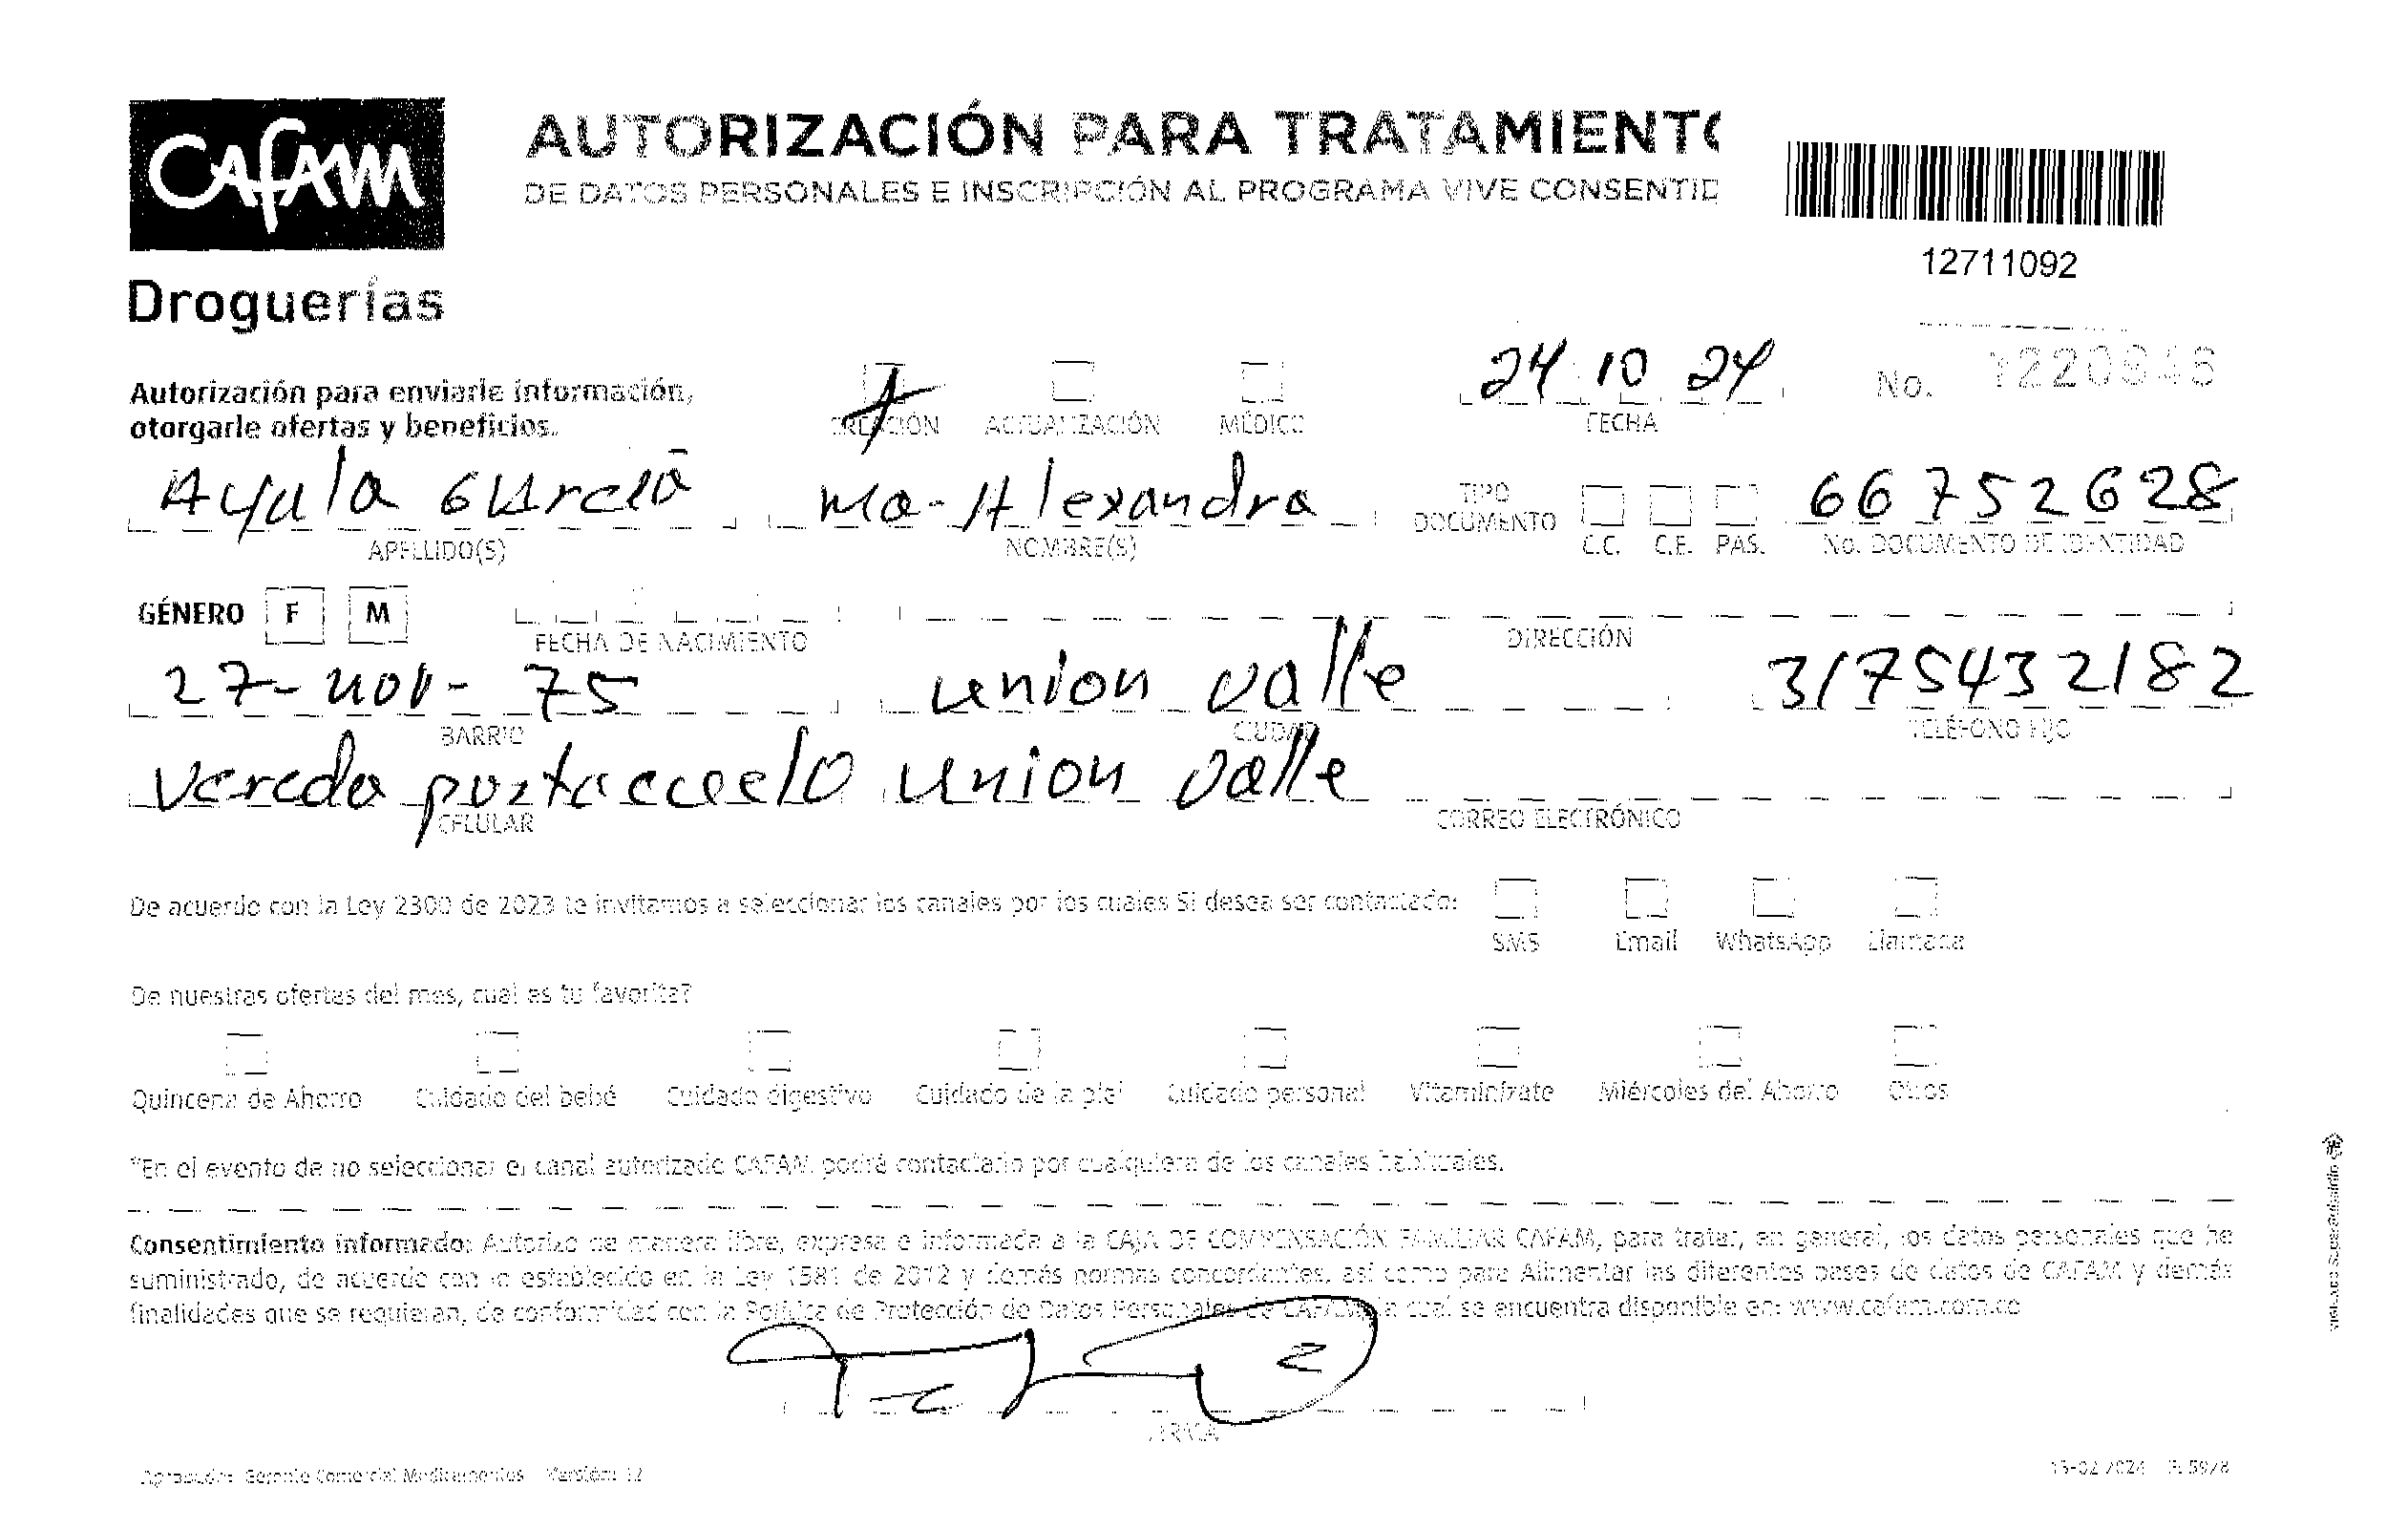 CAFAM
Droguerías
AUTORIZACIÓN PARA TRATAMIENTO
DE DATOS PERSONALES E INSCRIPCIÓN AL PROGRAMA VIVE CONSENTID
12711092
Autorización para enviarle información,
otorgarle ofertas y beneficios.
CREACIÓN ACTUALIZACIÓN MÉDICO
24 10 24
FECHA
No.
Ayala García Ma-Alexandra
APELLIDO(S) NOMBRE(S)
TIPO DOCUMENTO C.C. C.E. PAS.
66752628
No. DOCUMENTO DE IDENTIDAD
GÉNERO F M
FECHA DE NACIMIENTO DIRECCIÓN
27-nov-75 union valle 3175432182
BARRIO CIUDAD TELÉFONO FIJO
Vereda portacceelo union valle
CELULAR CORREO ELECTRÓNICO
De acuerdo con la Ley 2300 de 2023 te invitamos a seleccionar los canales por los cuales Si desea ser contactado:
SMS Email WhatsApp Llamada
De nuestras ofertas del mes, cual es tu favorita?
Quincena de Ahorro Cuidado del bebé Cuidado digestivo Cuidado de la piel Cuidado personal Vitamínízate Miércoles del Ahorro Otros
*En el evento de no seleccionar el canal autorizado CAFAM podrá contactarlo por cualquiera de los canales habituales.
Consentimiento informado: Autorizo de manera libre, expresa e informada a la CAJA DE COMPENSACIÓN FAMILIAR CAFAM, para tratar, en general, los datos personales que he
suministrado, de acuerdo con lo establecido en la Ley 1581 de 2012 y demás normas concordantes, así como para Alimentar las diferentes bases de datos de CAFAM y demás
finalidades que se requieran, de conformidad con la Política de Protección de Datos Personales de CAFAM, la cual se encuentra disponible en: www.cafam.com.co
FIRMA
Aprobación: Gerente Comercial Medicamentos Versión: 12
VIGILADO SuperSubsidio